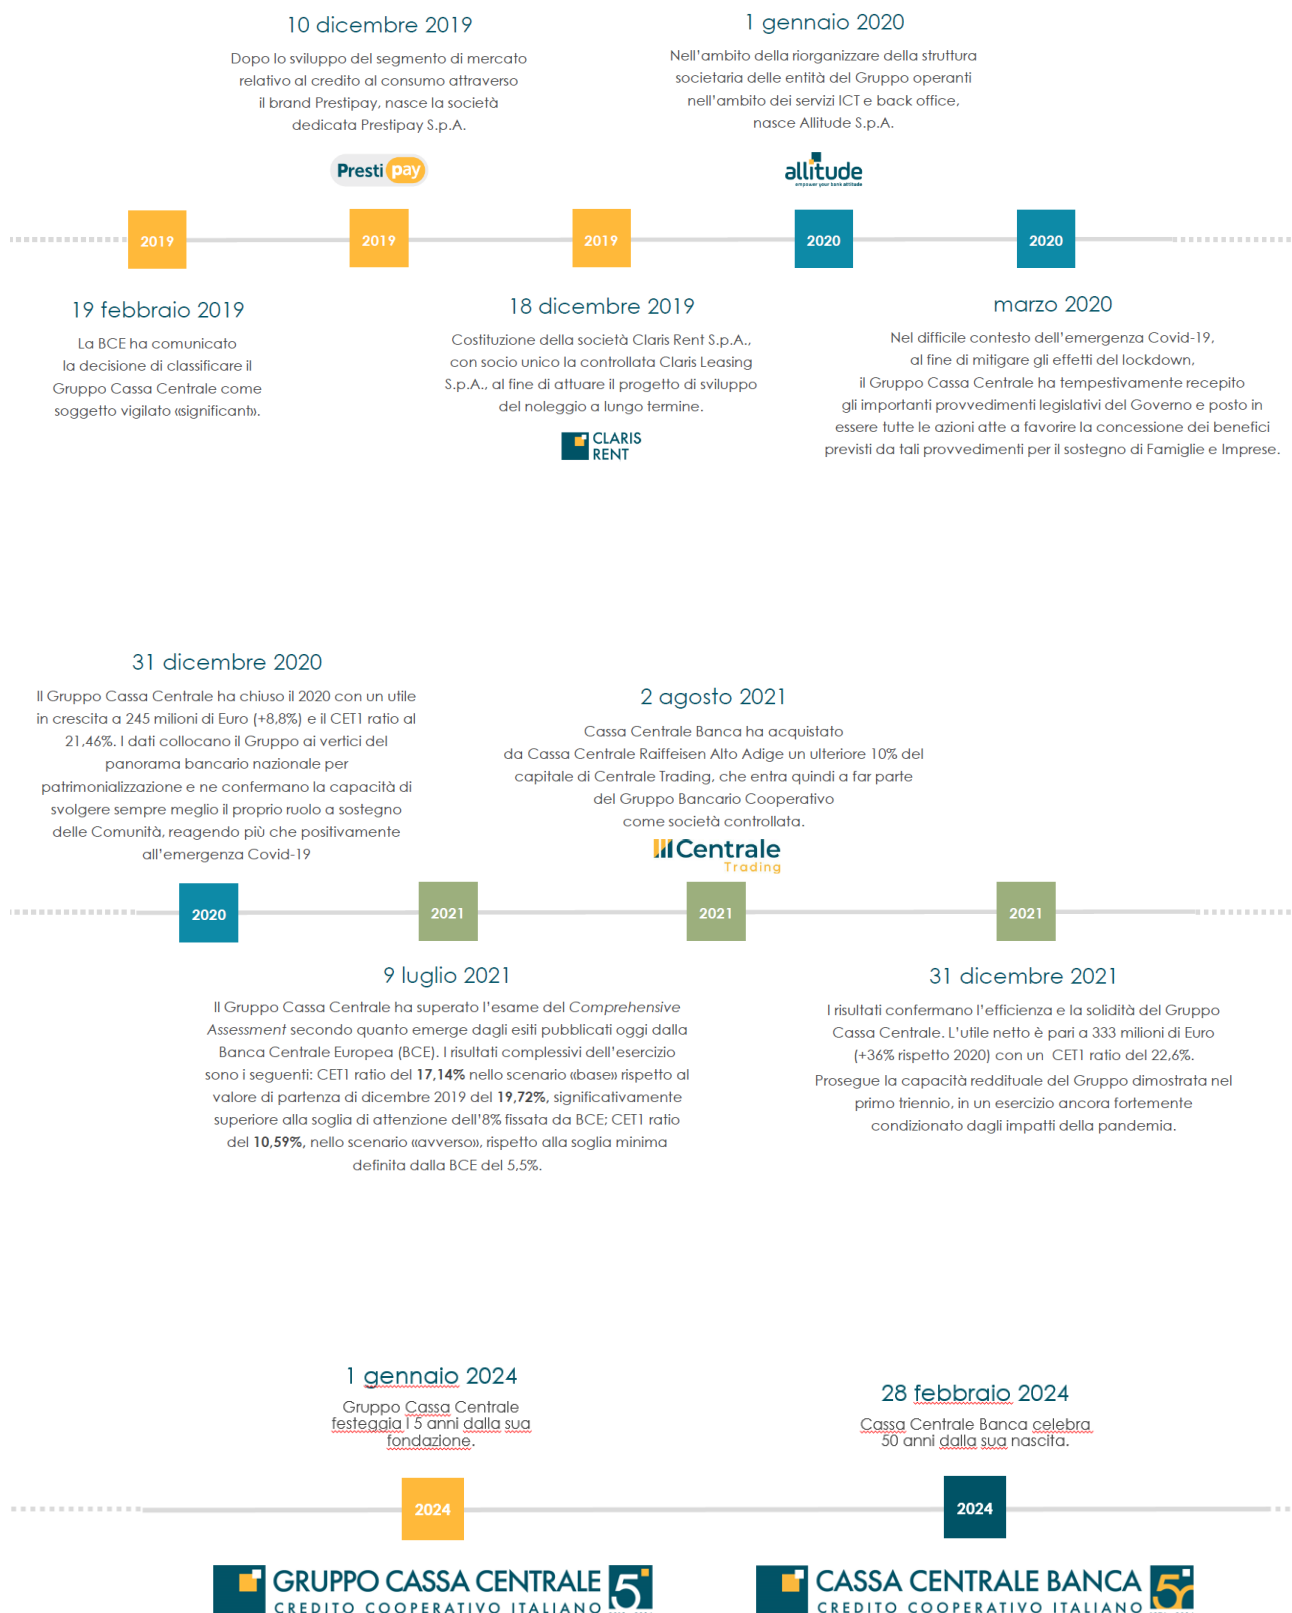 10 dicembre 2019
Dopo lo sviluppo del segmento di mercato
relativo al credito al consumo attraverso
il brand Prestipay, nasce la società
dedicata Prestipay S.p.A.
Presti pay
1 gennaio 2020
Nell'ambito della riorganizzare della struttura
societaria delle entità del Gruppo operanti
nell'ambito dei servizi ICT e back office,
nasce Allitude S.p.A.
allitude
empower your bank attitude
2019
2019
2019
2020
2020
19 febbraio 2019
La BCE ha comunicato
la decisione di classificare il
Gruppo Cassa Centrale come
soggetto vigilato «significant».
18 dicembre 2019
Costituzione della società Claris Rent S.p.A.,
con socio unico la controllata Claris Leasing
S.p.A., al fine di attuare il progetto di sviluppo
del noleggio a lungo termine.
CLARIS
RENT
marzo 2020
Nel difficile contesto dell'emergenza Covid-19,
al fine di mitigare gli effetti del lockdown,
il Gruppo Cassa Centrale ha tempestivamente recepito
gli importanti provvedimenti legislativi del Governo e posto in
essere tutte le azioni atte a favorire la concessione dei benefici
previsti da tali provvedimenti per il sostegno di Famiglie e Imprese.
31 dicembre 2020
Il Gruppo Cassa Centrale ha chiuso il 2020 con un utile
in crescita a 245 milioni di Euro (+8,8%) e il CET1 ratio al
21,46%. I dati collocano il Gruppo ai vertici del
panorama bancario nazionale per
patrimonializzazione e ne confermano la capacità di
svolgere sempre meglio il proprio ruolo a sostegno
delle Comunità, reagendo più che positivamente
all'emergenza Covid-19
2 agosto 2021
Cassa Centrale Banca ha acquistato
da Cassa Centrale Raiffeisen Alto Adige un ulteriore 10% del
capitale di Centrale Trading, che entra quindi a far parte
del Gruppo Bancario Cooperativo
come società controllata.
Centrale
Trading
2020
2021
2021
2021
9 luglio 2021
Il Gruppo Cassa Centrale ha superato l'esame del Comprehensive
Assessment secondo quanto emerge dagli esiti pubblicati oggi dalla
Banca Centrale Europea (BCE). I risultati complessivi dell'esercizio
sono i seguenti: CET1 ratio del 17,14% nello scenario «base» rispetto al
valore di partenza di dicembre 2019 del 19,72%, significativamente
superiore alla soglia di attenzione dell'8% fissata da BCE; CET1 ratio
del 10,59%, nello scenario «avverso», rispetto alla soglia minima
definita dalla BCE del 5,5%.
31 dicembre 2021
I risultati confermano l'efficienza e la solidità del Gruppo
Cassa Centrale. L'utile netto è pari a 333 milioni di Euro
(+36% rispetto 2020) con un CET1 ratio del 22,6%.
Prosegue la capacità reddituale del Gruppo dimostrata nel
primo triennio, in un esercizio ancora fortemente
condizionato dagli impatti della pandemia.
1 gennaio 2024
Gruppo Cassa Centrale
festeggia I 5 anni dalla sua
fondazione.
28 febbraio 2024
Cassa Centrale Banca celebra
50 anni dalla sua nascita.
2024
2024
GRUPPO CASSA CENTRALE 5
CREDITO COOPERATIVO ITALIANO
CASSA CENTRALE BANCA 50
CREDITO COOPERATIVO ITALIANO